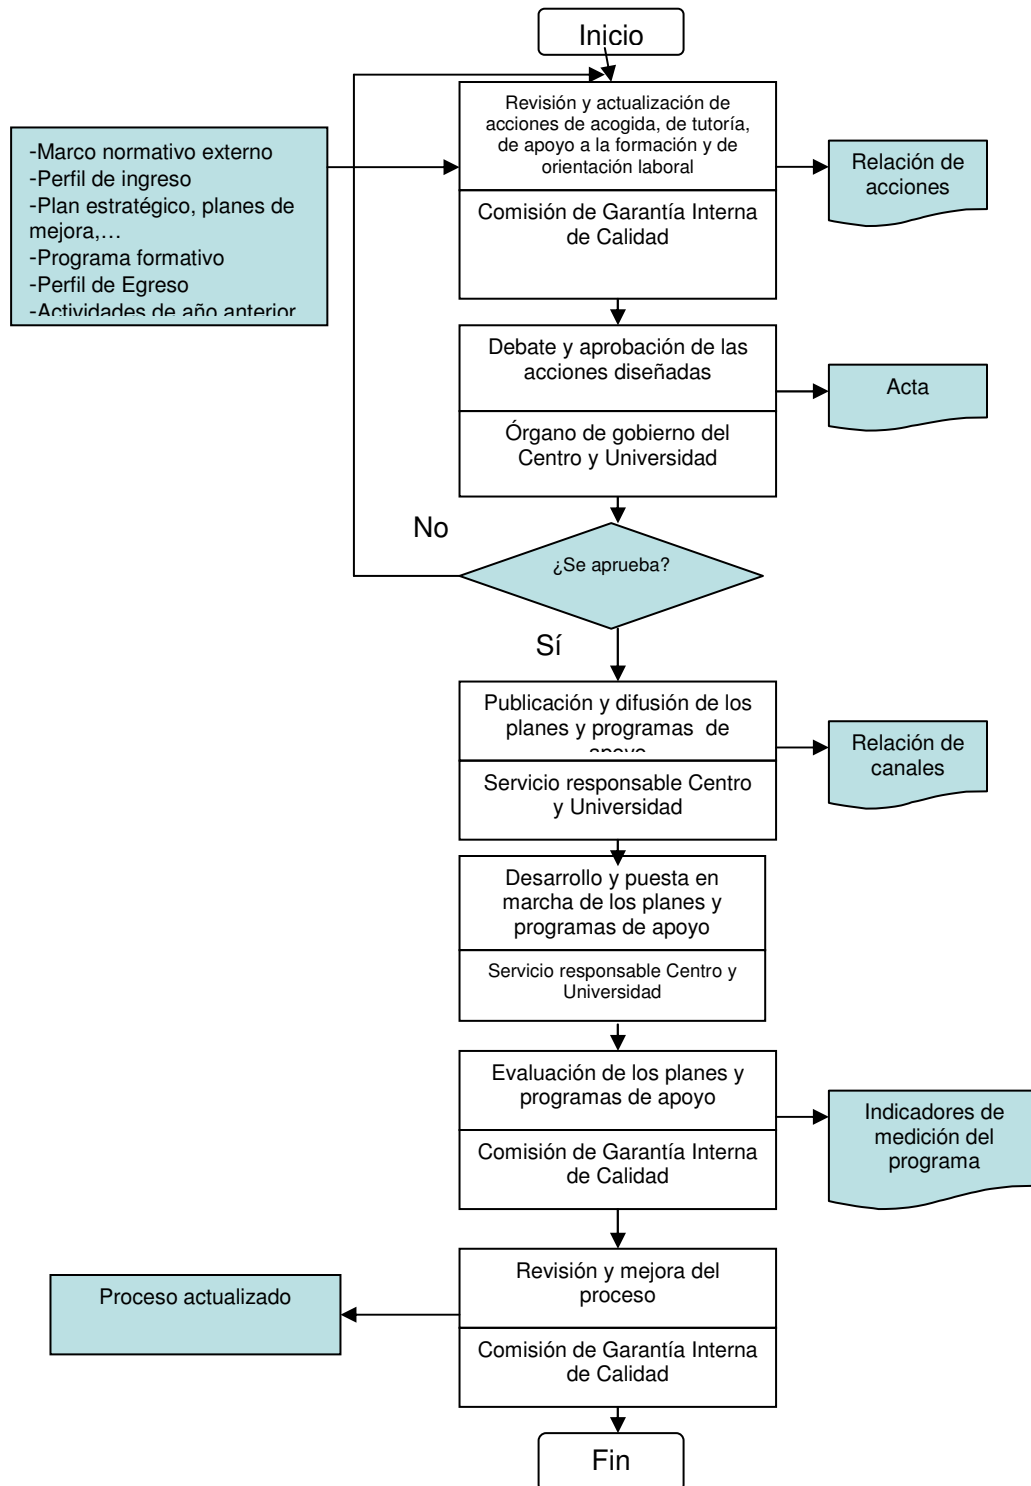 Inicio
Revisión y actualización de
acciones de acogida, de tutoría,
de apoyo a la formación y de
orientación laboral
Comisión de Garantía Interna
de Calidad
-Marco normativo externo
-Perfil de ingreso
-Plan estratégico, planes de
mejora,...
-Programa formativo
-Perfil de Egreso
-Actividades de año anterior
Relación de
acciones
Debate y aprobación de las
acciones diseñadas
Órgano de gobierno del
Centro y Universidad
Acta
No
¿Se aprueba?
Sí
Publicación y difusión de los
planes y programas de
apoyo
Servicio responsable Centro
y Universidad
Relación de
canales
Desarrollo y puesta en
marcha de los planes y
programas de apoyo
Servicio responsable Centro y
Universidad
Evaluación de los planes y
programas de apoyo
Comisión de Garantía Interna
de Calidad
Indicadores de
medición del
programa
Revisión y mejora del
proceso
Comisión de Garantía Interna
de Calidad
Proceso actualizado
Fin